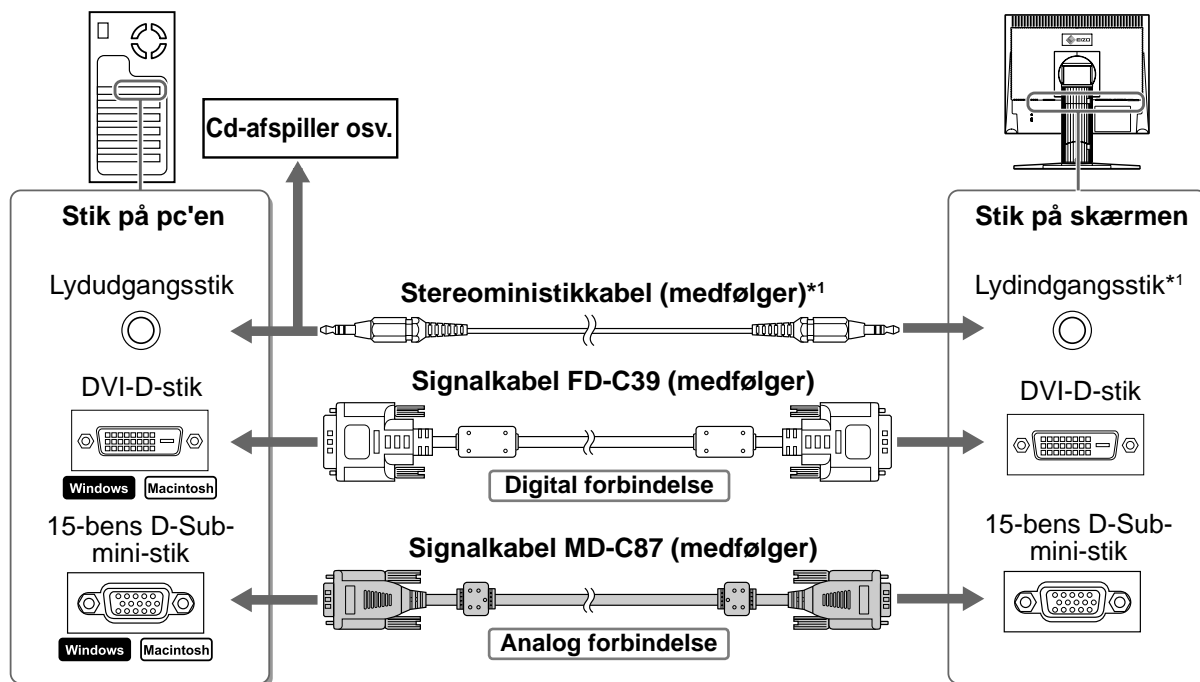 EIZO
Cd-afspiller osv.
Stik på pc'en
Stik på skærmen
Lydudgangsstik
Stereoministikkabel (medfølger)*1
Lydindgangsstik*1
DVI-D-stik
Signalkabel FD-C39 (medfølger)
DVI-D-stik
Windows Macintosh
Digital forbindelse
15-bens D-Sub-
mini-stik
Signalkabel MD-C87 (medfølger)
15-bens D-Sub-
mini-stik
Windows Macintosh
Analog forbindelse